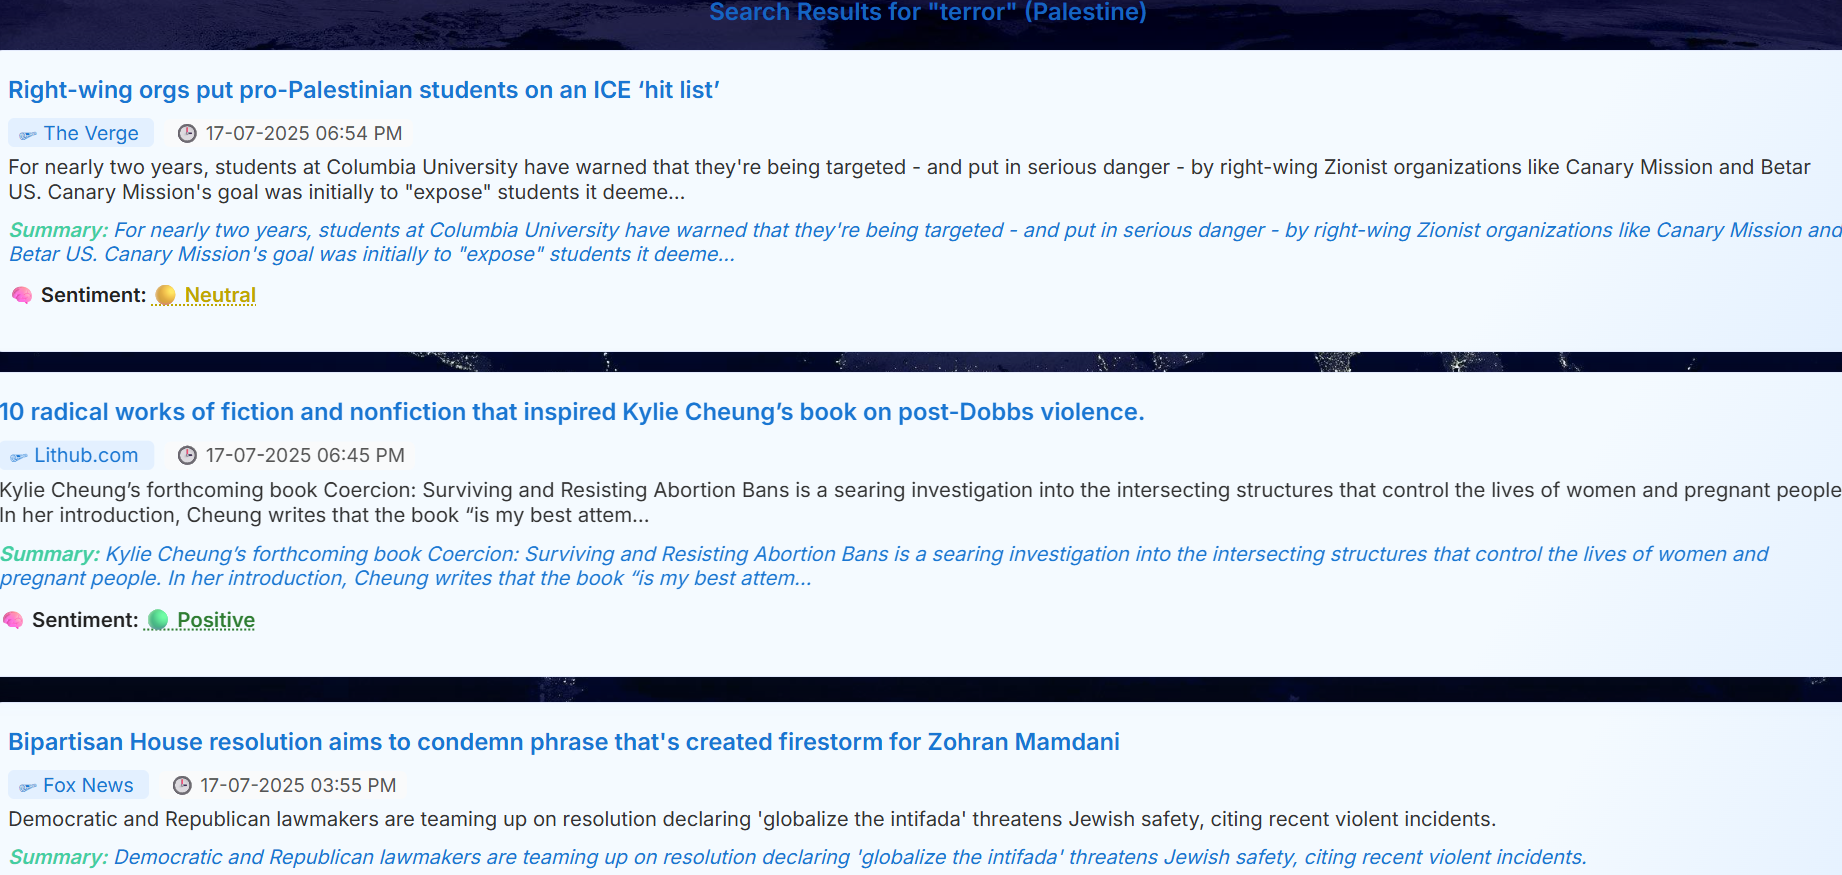 Search Results for "terror" (Palestine)
Right-wing orgs put pro-Palestinian students on an ICE ‘hit list’
The Verge 17-07-2025 06:54 PM
For nearly two years, students at Columbia University have warned that they're being targeted - and put in serious danger - by right-wing Zionist organizations like Canary Mission and Betar
US. Canary Mission's goal was initially to "expose" students it deeme...
Summary: For nearly two years, students at Columbia University have warned that they're being targeted - and put in serious danger - by right-wing Zionist organizations like Canary Mission and
Betar US. Canary Mission's goal was initially to "expose" students it deeme...
Sentiment: Neutral
10 radical works of fiction and nonfiction that inspired Kylie Cheung’s book on post-Dobbs violence.
Lithub.com 17-07-2025 06:45 PM
Kylie Cheung’s forthcoming book Coercion: Surviving and Resisting Abortion Bans is a searing investigation into the intersecting structures that control the lives of women and pregnant people
In her introduction, Cheung writes that the book “is my best attem...
Summary: Kylie Cheung’s forthcoming book Coercion: Surviving and Resisting Abortion Bans is a searing investigation into the intersecting structures that control the lives of women and
pregnant people. In her introduction, Cheung writes that the book “is my best attem...
Sentiment: Positive
Bipartisan House resolution aims to condemn phrase that's created firestorm for Zohran Mamdani
Fox News 17-07-2025 03:55 PM
Democratic and Republican lawmakers are teaming up on resolution declaring 'globalize the intifada' threatens Jewish safety, citing recent violent incidents.
Summary: Democratic and Republican lawmakers are teaming up on resolution declaring 'globalize the intifada' threatens Jewish safety, citing recent violent incidents.